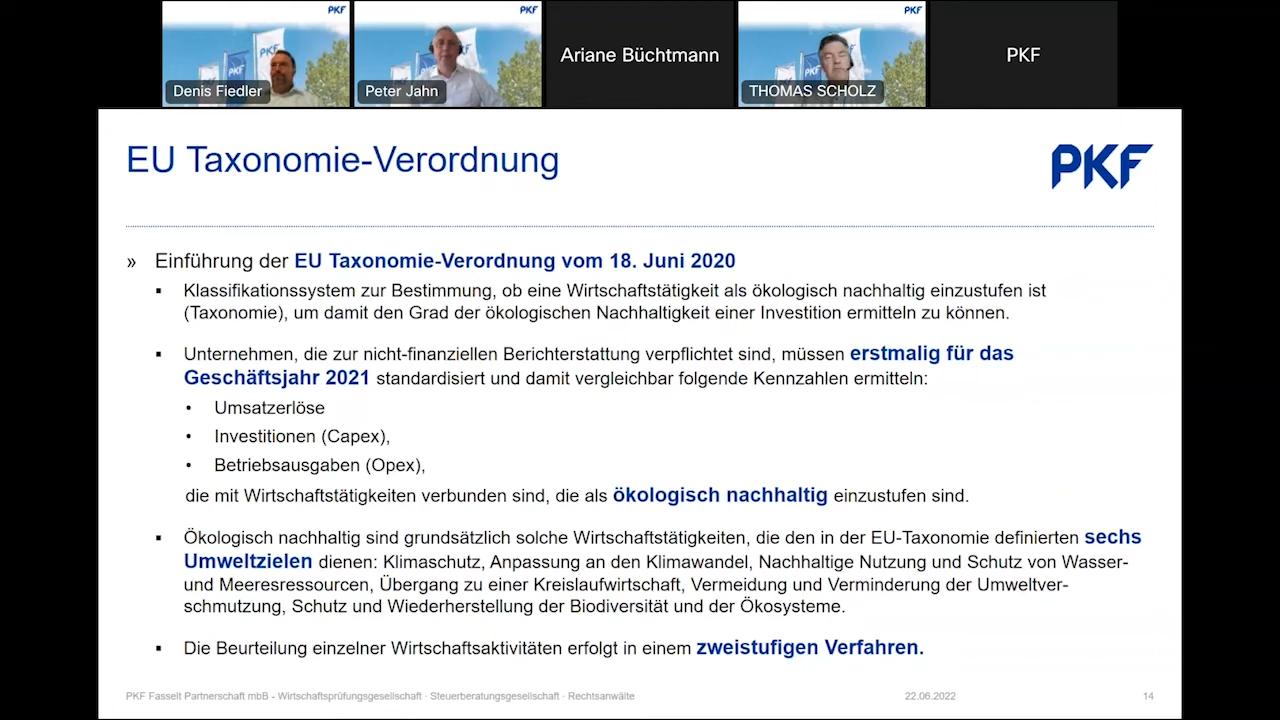 PKF
PKF
PKF
PKF
PKF
PKF
Ariane Büchtmann
PKF
Denis Fiedler
Peter Jahn
THOMAS SCHOLZ
EU Taxonomie-Verordnung
PKF
» Einführung der EU Taxonomie-Verordnung vom 18. Juni 2020
▪ Klassifikationssystem zur Bestimmung, ob eine Wirtschaftstätigkeit als ökologisch nachhaltig einzustufen ist
(Taxonomie), um damit den Grad der ökologischen Nachhaltigkeit einer Investition ermitteln zu können.
▪ Unternehmen, die zur nicht-finanziellen Berichterstattung verpflichtet sind, müssen erstmalig für das
Geschäftsjahr 2021 standardisiert und damit vergleichbar folgende Kennzahlen ermitteln:
• Umsatzerlöse
• Investitionen (Capex),
• Betriebsausgaben (Opex),
die mit Wirtschaftstätigkeiten verbunden sind, die als ökologisch nachhaltig einzustufen sind.
▪ Ökologisch nachhaltig sind grundsätzlich solche Wirtschaftstätigkeiten, die den in der EU-Taxonomie definierten sechs
Umweltzielen dienen: Klimaschutz, Anpassung an den Klimawandel, Nachhaltige Nutzung und Schutz von Wasser-
und Meeresressourcen, Übergang zu einer Kreislaufwirtschaft, Vermeidung und Verminderung der Umweltver-
schmutzung, Schutz und Wiederherstellung der Biodiversität und der Ökosysteme.
▪ Die Beurteilung einzelner Wirtschaftsaktivitäten erfolgt in einem zweistufigen Verfahren.
PKF Fasselt Partnerschaft mbB - Wirtschaftsprüfungsgesellschaft · Steuerberatungsgesellschaft · Rechtsanwälte 22.06.2022 14